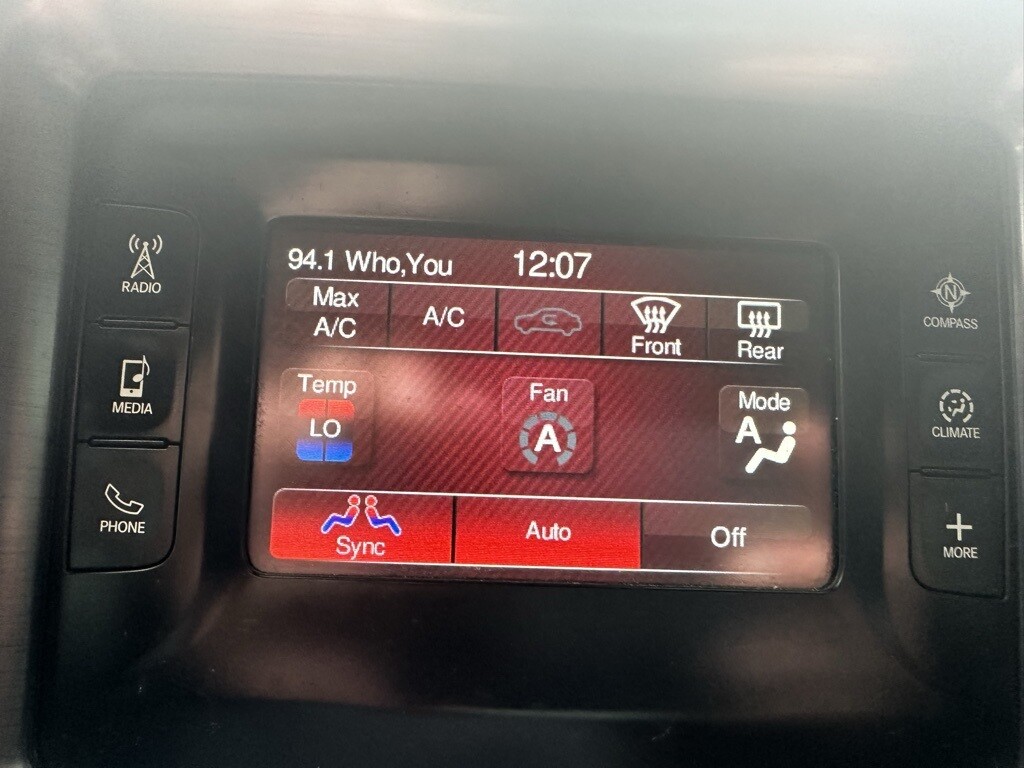 94.1 Who,You 12:07
Max
A/C
A/C
Front
Rear
Temp
LO
Fan
A
Mode
A
Sync
Auto
Off
RADIO
MEDIA
PHONE
N
COMPASS
CLIMATE
MORE